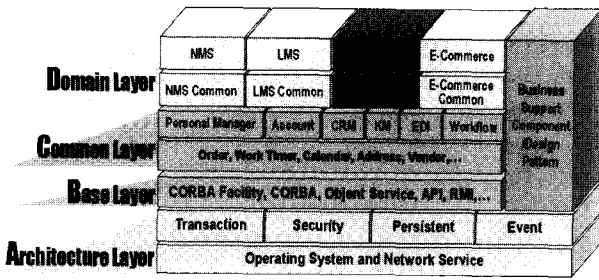 NMS LMS E-Commerce
Domain Layer
NMS Common LMS Common E-Commerce Common
Business Support Component /Design Pattern
Personal Manager Account CRM KM EDI Workflow
Common Layer
Order, Work Timer, Calendar, Address, Vendor,...
Base Layer
CORBA Facility, CORBA, Object Service, API, RMI,...
Transaction Security Persistent Event
Architecture Layer
Operating System and Network Service